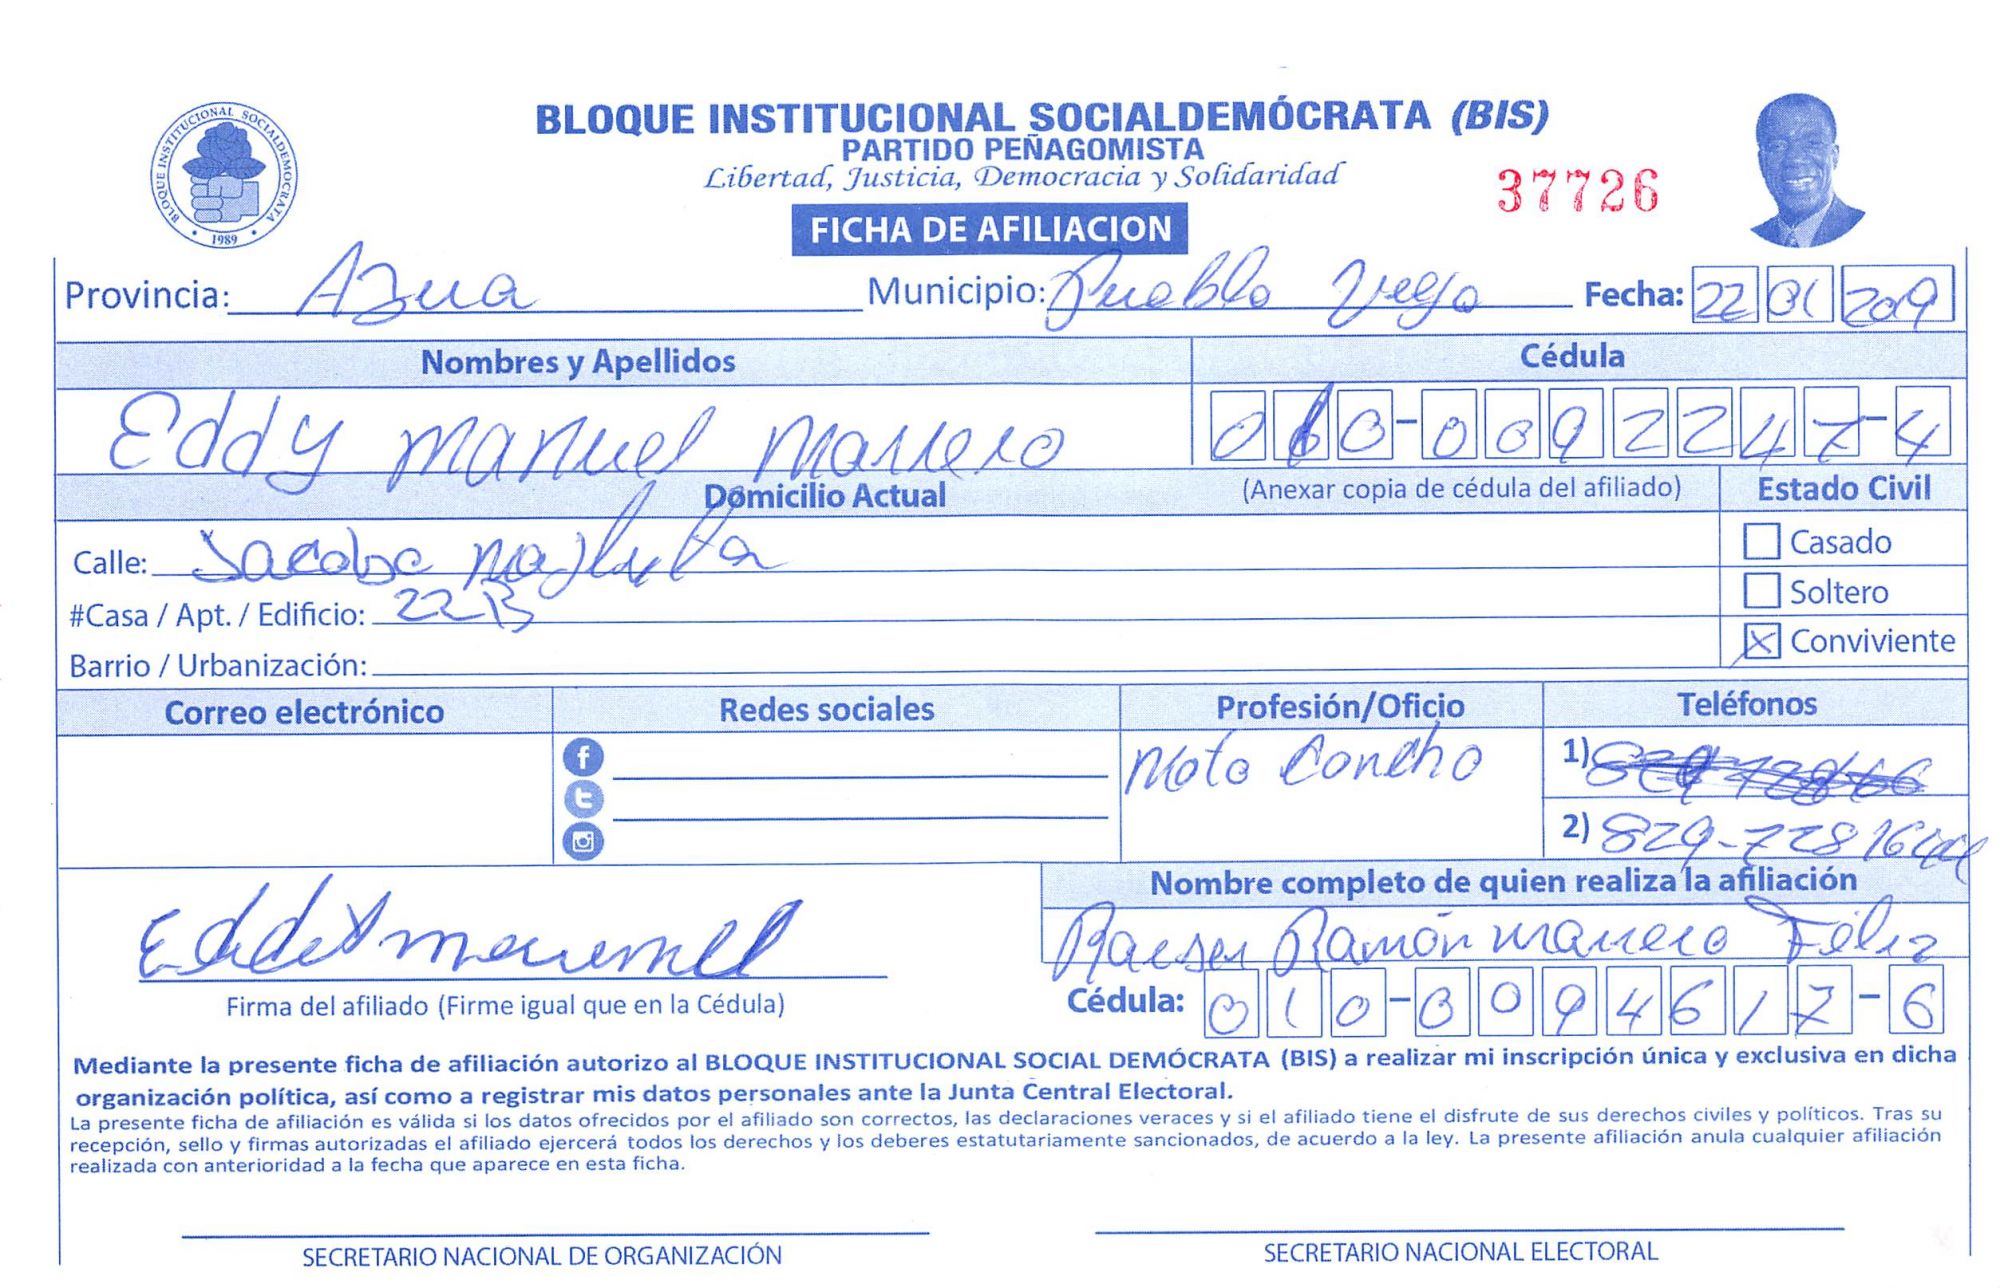 BLOQUE INSTITUCIONAL SOCIALDEMOCRATA
1989
BLOQUE INSTITUCIONAL SOCIALDEMÓCRATA (BIS)
PARTIDO PEÑAGOMISTA
Libertad, Justicia, Democracia y Solidaridad
37726
FICHA DE AFILIACION
Provincia: Azua Municipio: Pueblo Viejo Fecha: 22 01 2019
Nombres y Apellidos Cédula
Eddy Manuel Marrero 010-0092247-4
Domicilio Actual (Anexar copia de cédula del afiliado) Estado Civil
Calle: Jacobo Majluta Casado
#Casa / Apt. / Edificio: 22B Soltero
Barrio / Urbanización: X Conviviente
Correo electrónico Redes sociales Profesión/Oficio Teléfonos
Moto Concho 1)
2) 829-728
Nombre completo de quien realiza la afiliación
Ramón Marrero Féliz
Firma del afiliado (Firme igual que en la Cédula) Cédula: 010-0094617-6
Mediante la presente ficha de afiliación autorizo al BLOQUE INSTITUCIONAL SOCIAL DEMÓCRATA (BIS) a realizar mi inscripción única y exclusiva en dicha
organización política, así como a registrar mis datos personales ante la Junta Central Electoral.
La presente ficha de afiliación es válida si los datos ofrecidos por el afiliado son correctos, las declaraciones veraces y si el afiliado tiene el disfrute de sus derechos civiles y políticos. Tras su
recepción, sello y firmas autorizadas el afiliado ejercerá todos los derechos y los deberes estatutariamente sancionados, de acuerdo a la ley. La presente afiliación anula cualquier afiliación
realizada con anterioridad a la fecha que aparece en esta ficha.
SECRETARIO NACIONAL DE ORGANIZACIÓN SECRETARIO NACIONAL ELECTORAL